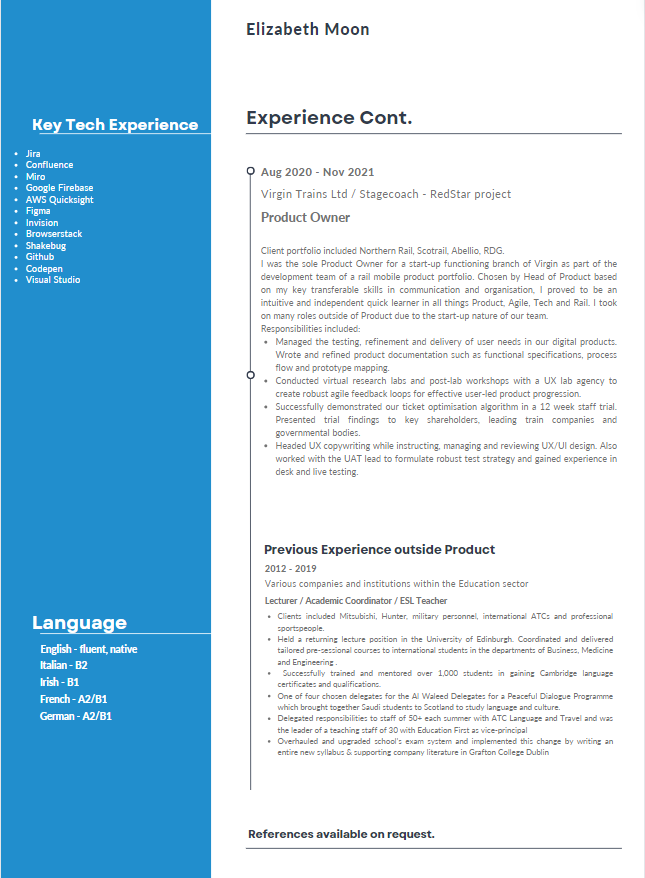 Elizabeth Moon
Key Tech Experience
• Jira
• Confluence
• Miro
• Google Firebase
• AWS Quicksight
• Figma
• Invision
• Browserstack
• Shakebug
• Github
• Codepen
• Visual Studio
Language
English - fluent, native
Italian - B2
Irish - B1
French - A2/B1
German - A2/B1
Experience Cont.
Aug 2020 - Nov 2021
Virgin Trains Ltd / Stagecoach - RedStar project
Product Owner
Client portfolio included Northern Rail, Scotrail, Abellio, RDG.
I was the sole Product Owner for a start-up functioning branch of Virgin as part of the
development team of a rail mobile product portfolio. Chosen by Head of Product based
on my key transferable skills in communication and organisation, I proved to be an
intuitive and independent quick learner in all things Product, Agile, Tech and Rail. I took
on many roles outside of Product due to the start-up nature of our team.
Responsibilities included:
• Managed the testing, refinement and delivery of user needs in our digital products.
Wrote and refined product documentation such as functional specifications, process
flow and prototype mapping.
• Conducted virtual research labs and post-lab workshops with a UX lab agency to
create robust agile feedback loops for effective user-led product progression.
• Successfully demonstrated our ticket optimisation algorithm in a 12 week staff trial.
Presented trial findings to key shareholders, leading train companies and
governmental bodies.
• Headed UX copywriting while instructing, managing and reviewing UX/UI design. Also
worked with the UAT lead to formulate robust test strategy and gained experience in
desk and live testing.
Previous Experience outside Product
2012 - 2019
Various companies and institutions within the Education sector
Lecturer / Academic Coordinator / ESL Teacher
• Clients included Mitsubishi, Hunter, military personnel, international ATCs and professional
sportspeople.
• Held a returning lecture position in the University of Edinburgh. Coordinated and delivered
tailored pre-sessional courses to international students in the departments of Business, Medicine
and Engineering .
• Successfully trained and mentored over 1,000 students in gaining Cambridge language
certificates and qualifications.
• One of four chosen delegates for the Al Waleed Delegates for a Peaceful Dialogue Programme
which brought together Saudi students to Scotland to study language and culture.
• Delegated responsibilities to staff of 50+ each summer with ATC Language and Travel and was
the leader of a teaching staff of 30 with Education First as vice-principal
• Overhauled and upgraded school's exam system and implemented this change by writing an
entire new syllabus & supporting company literature in Grafton College Dublin
References available on request.